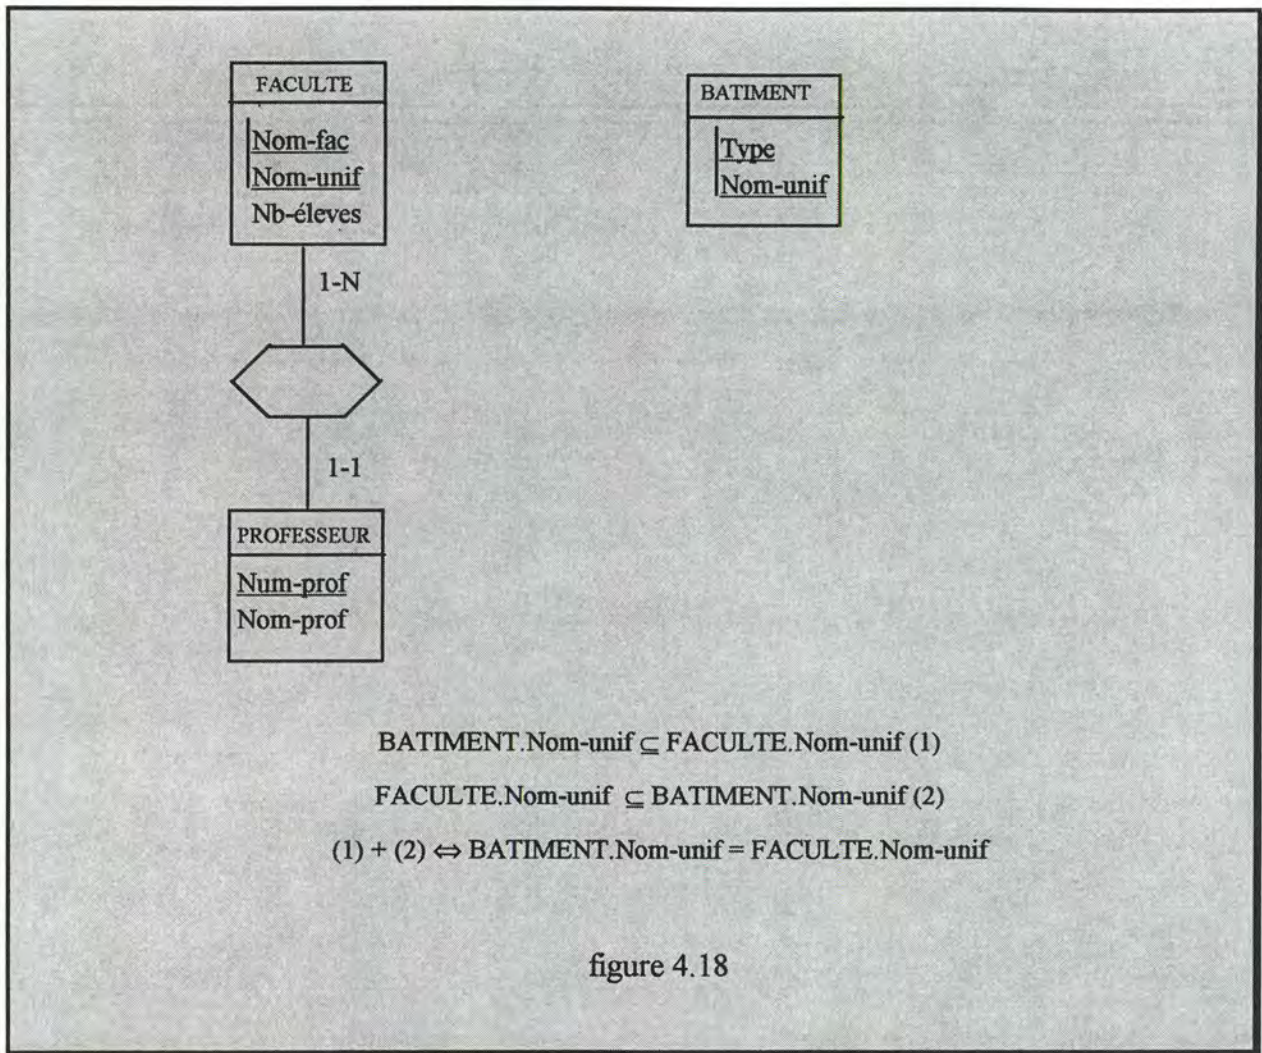 FACULTE
Nom-fac
Nom-unif
Nb-éleves
BATIMENT
Type
Nom-unif
1-N
1-1
PROFESSEUR
Num-prof
Nom-prof
BATIMENT.Nom-unif ⊆ FACULTE.Nom-unif (1)
FACULTE.Nom-unif ⊆ BATIMENT.Nom-unif (2)
(1) + (2) ⇔ BATIMENT.Nom-unif = FACULTE.Nom-unif
figure 4.18